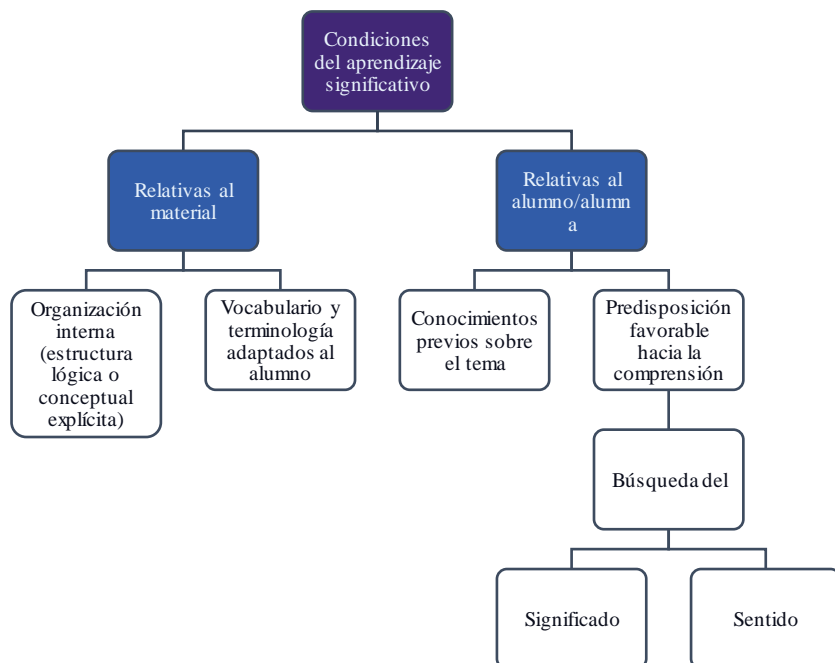 Condiciones
del aprendizaje
significativo
Relativas al
material
Relativas al
alumno/alumn
a
Organización
interna
(estructura
lógica o
conceptual
explícita)
Vocabulario y
terminología
adaptados al
alumno
Conocimientos
previos sobre
el tema
Predisposición
favorable
hacia la
comprensión
Búsqueda del
Significado
Sentido